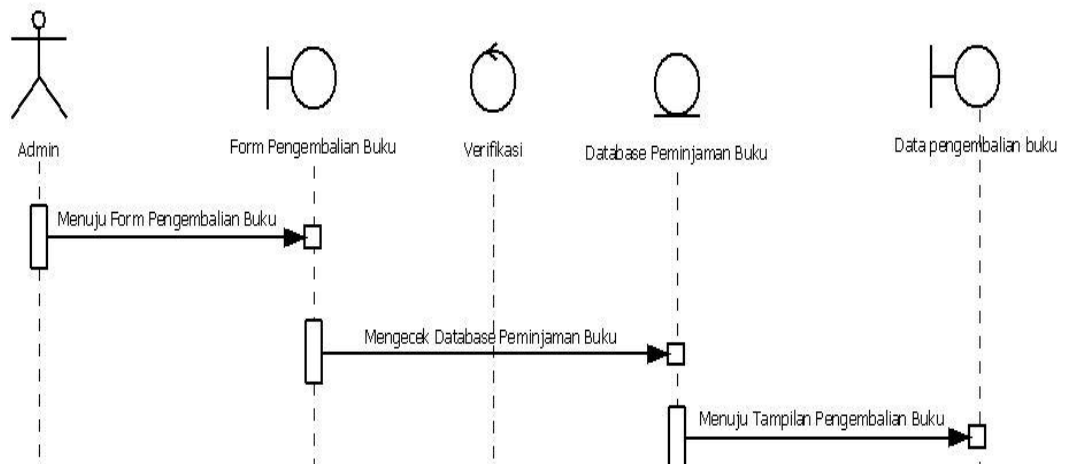 Admin
Form Pengembalian Buku
Verifikasi
Database Peminjaman Buku
Data pengembalian buku
Menuju Form Pengembalian Buku
Mengecek Database Peminjaman Buku
Menuju Tampilan Pengembalian Buku